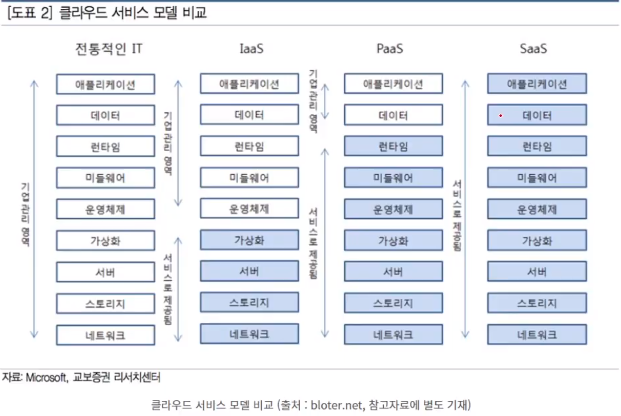 [도표 2] 클라우드 서비스 모델 비교
전통적인 IT
IaaS
PaaS
SaaS
기업관리 영역
애플리케이션
데이터
런타임
미들웨어
운영체제
가상화
서버
스토리지
네트워크
기업관리 영역
서비스로 제공됨
애플리케이션
데이터
런타임
미들웨어
운영체제
가상화
서버
스토리지
네트워크
기업관리 영역
서비스로 제공됨
애플리케이션
데이터
런타임
미들웨어
운영체제
가상화
서버
스토리지
네트워크
서비스로 제공됨
애플리케이션
데이터
런타임
미들웨어
운영체제
가상화
서버
스토리지
네트워크
자료: Microsoft, 교보증권 리서치센터
클라우드 서비스 모델 비교 (출처 : bloter.net, 참고자료에 별도 기재)